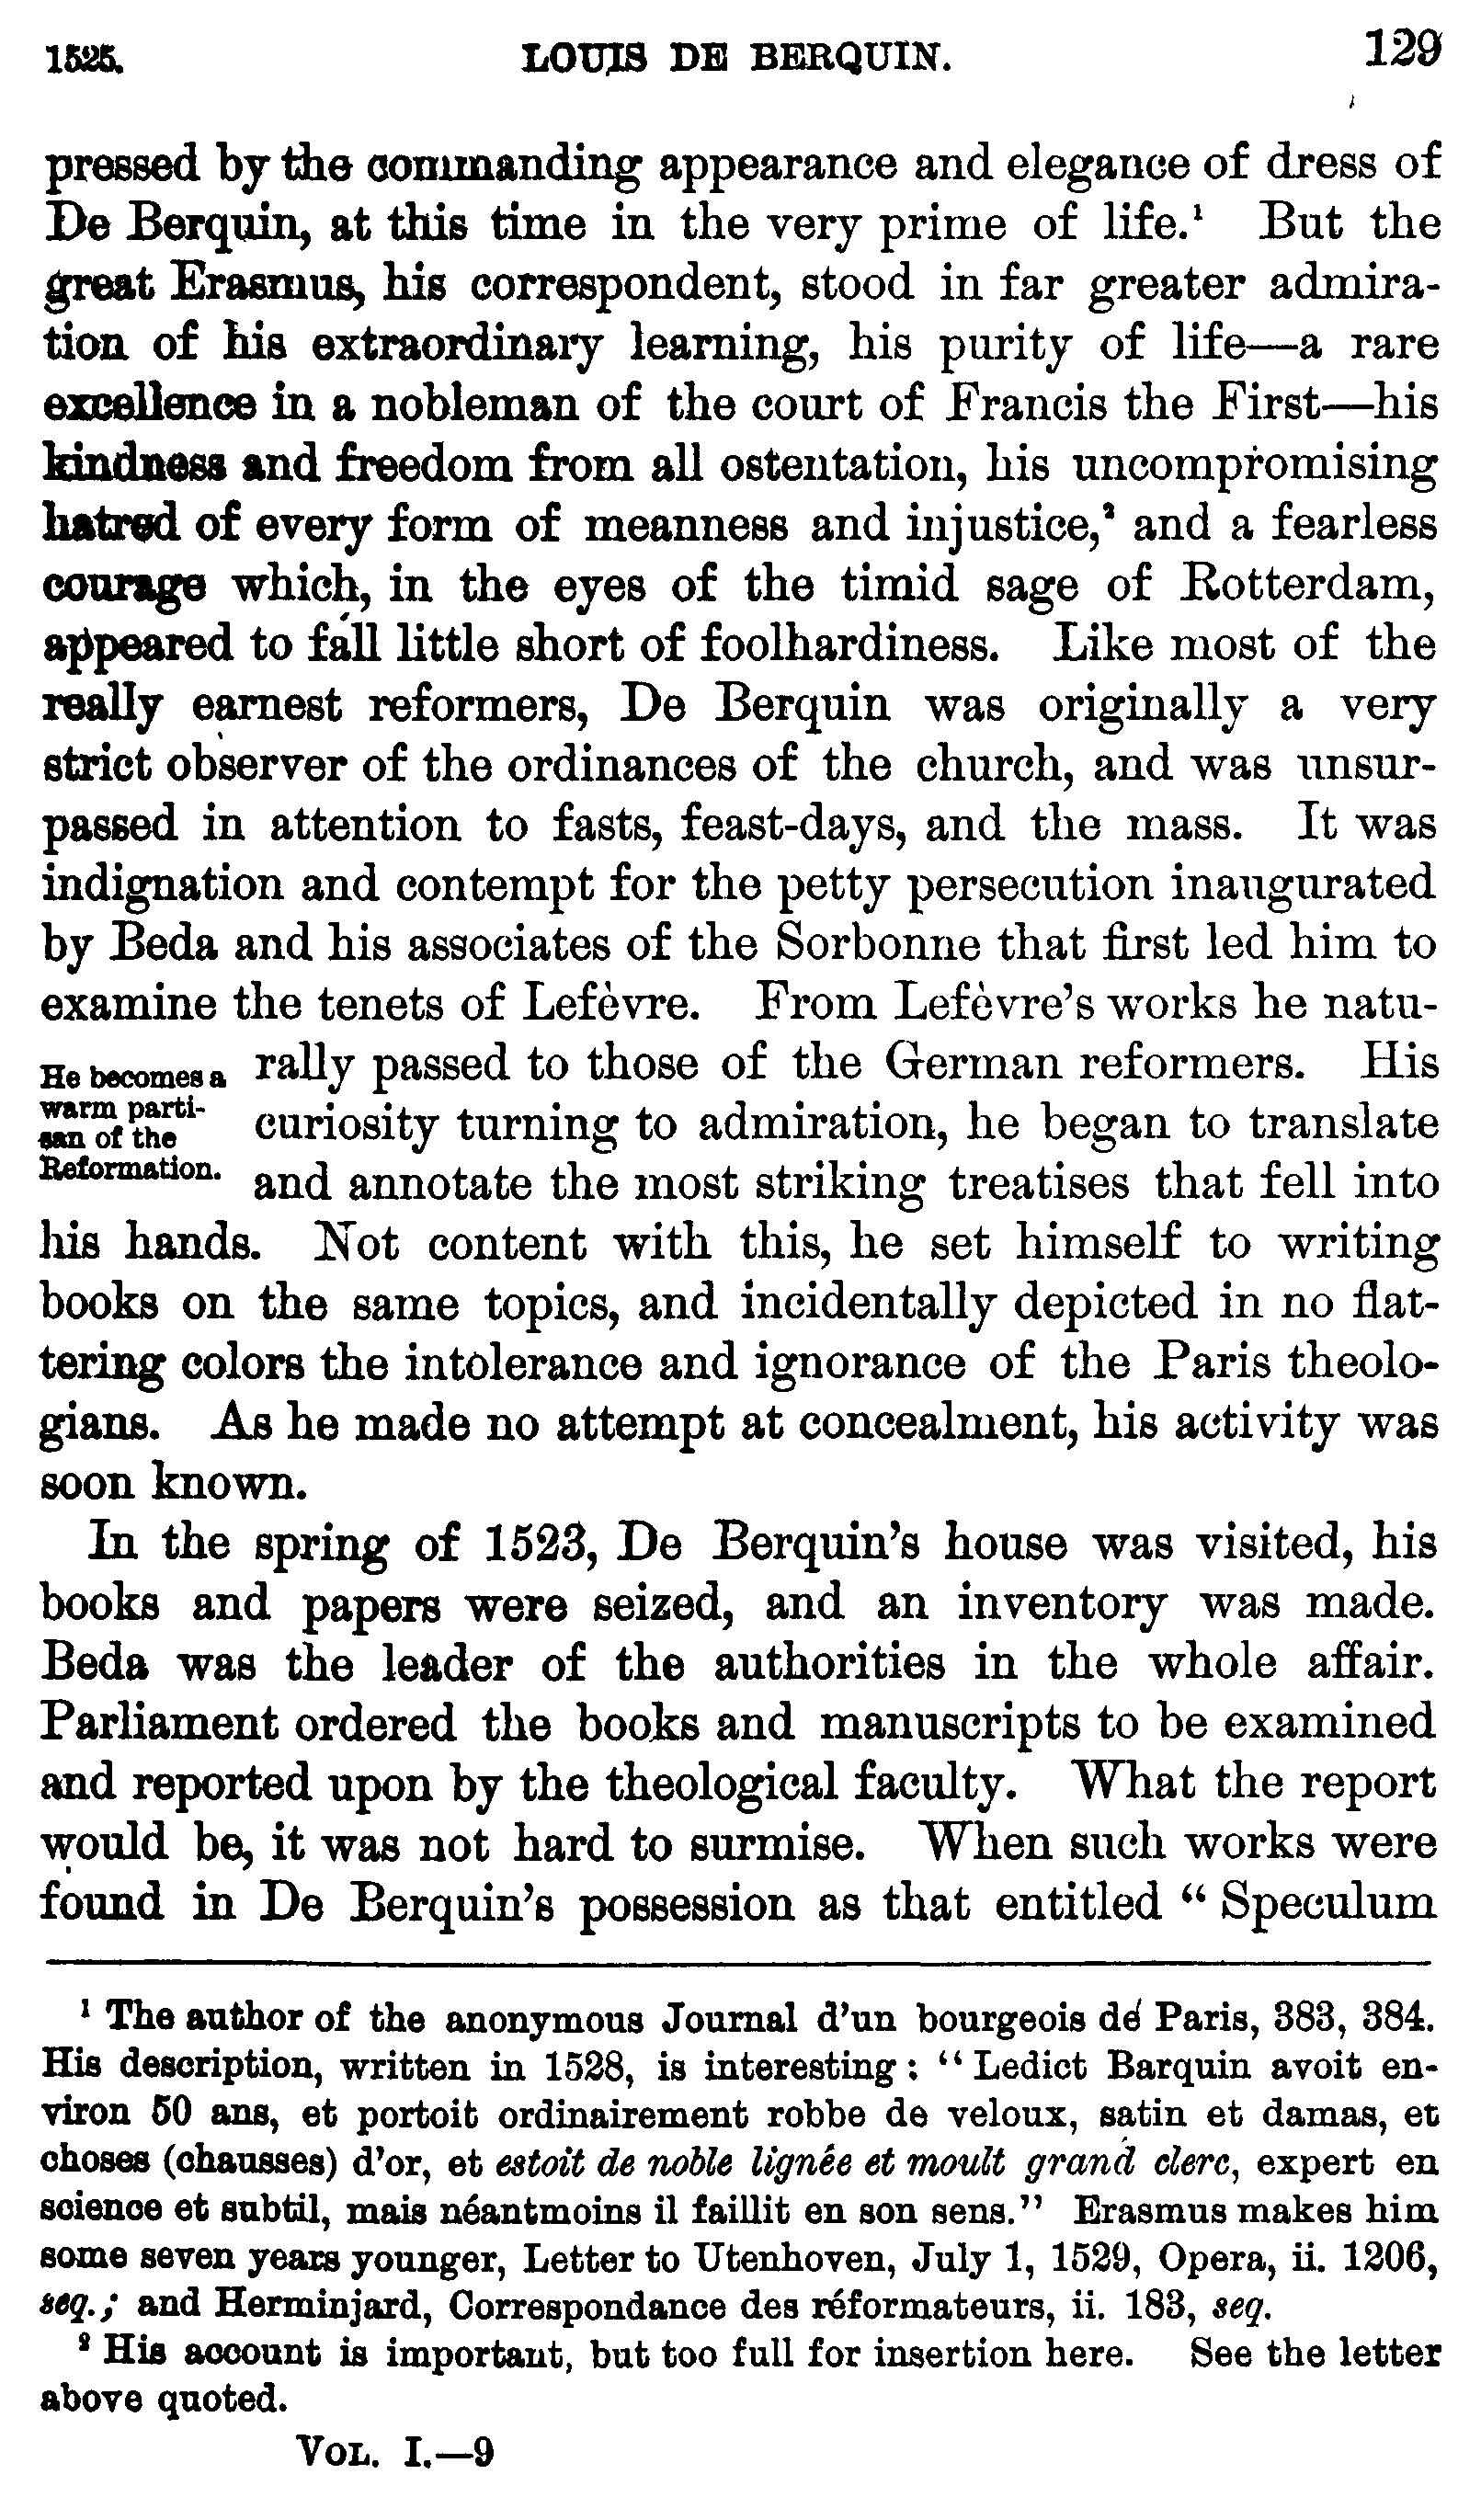 1525. LOUIS DE BERQUIN. 129
pressed by the commanding appearance and elegance of dress of
De Berquin, at this time in the very prime of life.¹ But the
great Erasmus, his correspondent, stood in far greater admira-
tion of his extraordinary learning, his purity of life—a rare
excellence in a nobleman of the court of Francis the First—his
kindness and freedom from all ostentation, his uncompromising
hatred of every form of meanness and injustice,² and a fearless
courage which, in the eyes of the timid sage of Rotterdam,
appeared to fall little short of foolhardiness. Like most of the
really earnest reformers, De Berquin was originally a very
strict observer of the ordinances of the church, and was unsur-
passed in attention to fasts, feast-days, and the mass. It was
indignation and contempt for the petty persecution inaugurated
by Beda and his associates of the Sorbonne that first led him to
examine the tenets of Lefèvre. From Lefèvre's works he natu-
He becomes a
warm parti-
san of the
Reformation.
rally passed to those of the German reformers. His
curiosity turning to admiration, he began to translate
and annotate the most striking treatises that fell into
his hands. Not content with this, he set himself to writing
books on the same topics, and incidentally depicted in no flat-
tering colors the intolerance and ignorance of the Paris theolo-
gians. As he made no attempt at concealment, his activity was
soon known.
In the spring of 1523, De Berquin's house was visited, his
books and papers were seized, and an inventory was made.
Beda was the leader of the authorities in the whole affair.
Parliament ordered the books and manuscripts to be examined
and reported upon by the theological faculty. What the report
would be, it was not hard to surmise. When such works were
found in De Berquin's possession as that entitled “ Speculum
¹ The author of the anonymous Journal d'un bourgeois de Paris, 383, 384.
His description, written in 1528, is interesting: “ Ledict Barquin avoit en-
viron 50 ans, et portoit ordinairement robbe de veloux, satin et damas, et
choses (chausses) d'or, et estoit de noble lignée et moult grand clerc, expert en
science et subtil, mais néantmoins il faillit en son sens.” Erasmus makes him
some seven years younger, Letter to Utenhoven, July 1, 1529, Opera, ii. 1206,
seq.; and Herminjard, Correspondance des réformateurs, ii. 183, seq.
² His account is important, but too full for insertion here. See the letter
above quoted.
VOL. I.—9